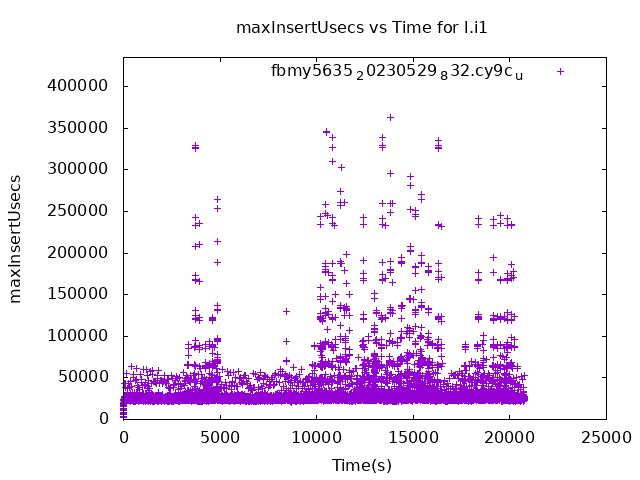 maxInsertUsecs vs Time for l.i1
fbmy5635₂0230529₈32.cy9cᵤ
400000
350000
300000
250000
200000
150000
100000
50000
0
maxInsertUsecs
0 5000 10000 15000 20000 25000
Time(s)